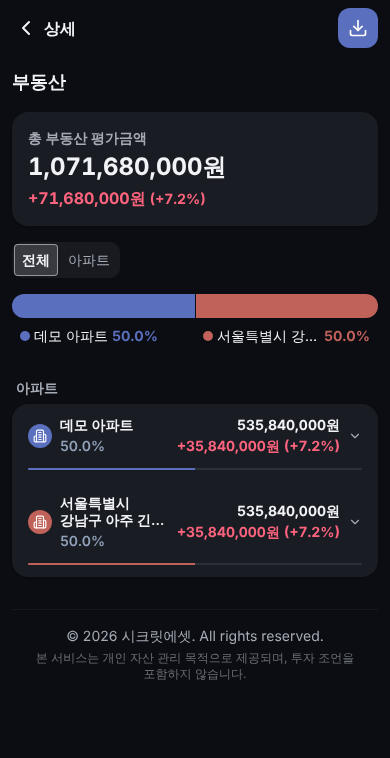 상세
부동산
총 부동산 평가금액
1,071,680,000원
+71,680,000원 (+7.2%)
전체 아파트
데모 아파트 50.0% 서울특별시 강... 50.0%
아파트
데모 아파트 535,840,000원
50.0% +35,840,000원 (+7.2%)
서울특별시
강남구 아주 긴... 535,840,000원
50.0% +35,840,000원 (+7.2%)
© 2026 시크릿에셋. All rights reserved.
본 서비스는 개인 자산 관리 목적으로 제공되며, 투자 조언을
포함하지 않습니다.